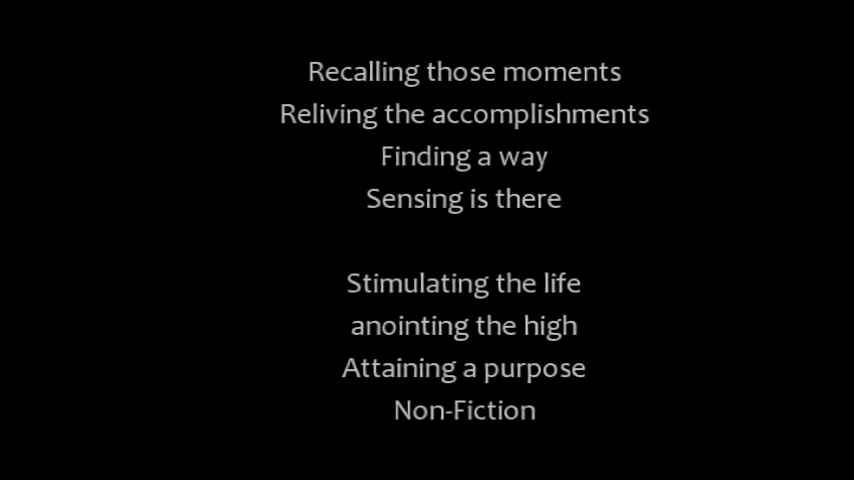 Recalling those moments
Reliving the accomplishments
Finding a way
Sensing is there
Stimulating the life
anointing the high
Attaining a purpose
Non-Fiction